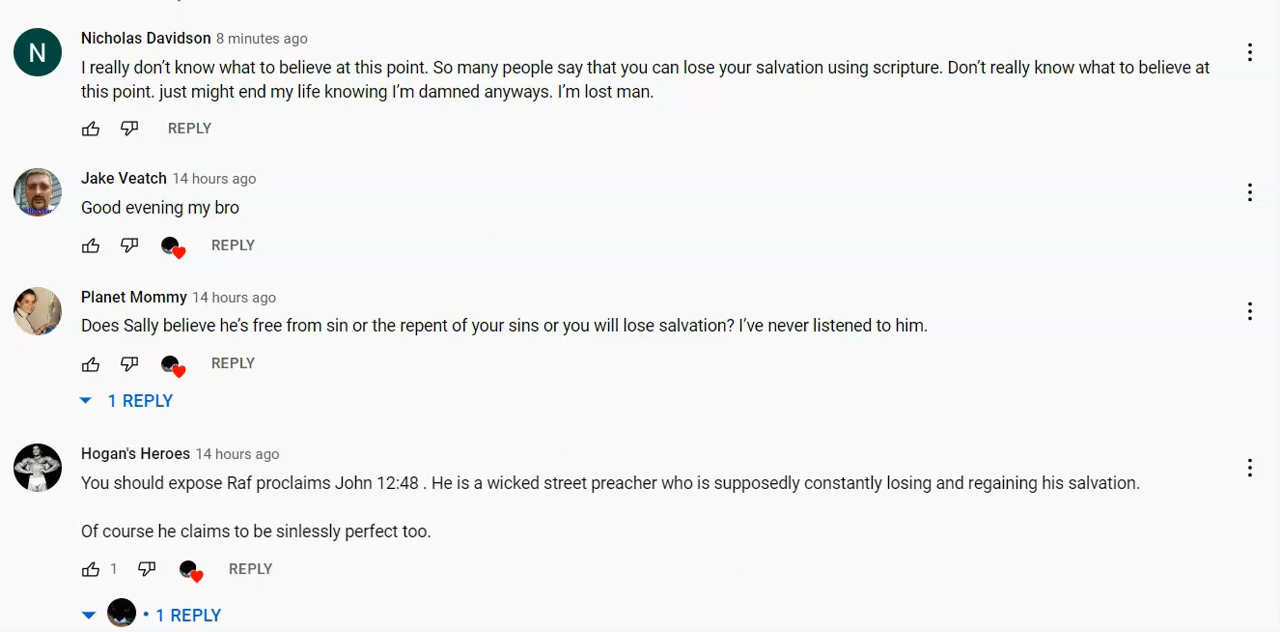 N
Nicholas Davidson 8 minutes ago
I really don't know what to believe at this point. So many people say that you can lose your salvation using scripture. Don't really know what to believe at
this point. just might end my life knowing I'm damned anyways. I'm lost man.
REPLY
Jake Veatch 14 hours ago
Good evening my bro
REPLY
Planet Mommy 14 hours ago
Does Sally believe he's free from sin or the repent of your sins or you will lose salvation? I've never listened to him.
REPLY
1 REPLY
Hogan's Heroes 14 hours ago
You should expose Raf proclaims John 12:48 . He is a wicked street preacher who is supposedly constantly losing and regaining his salvation.
Of course he claims to be sinlessly perfect too.
1 REPLY
• 1 REPLY